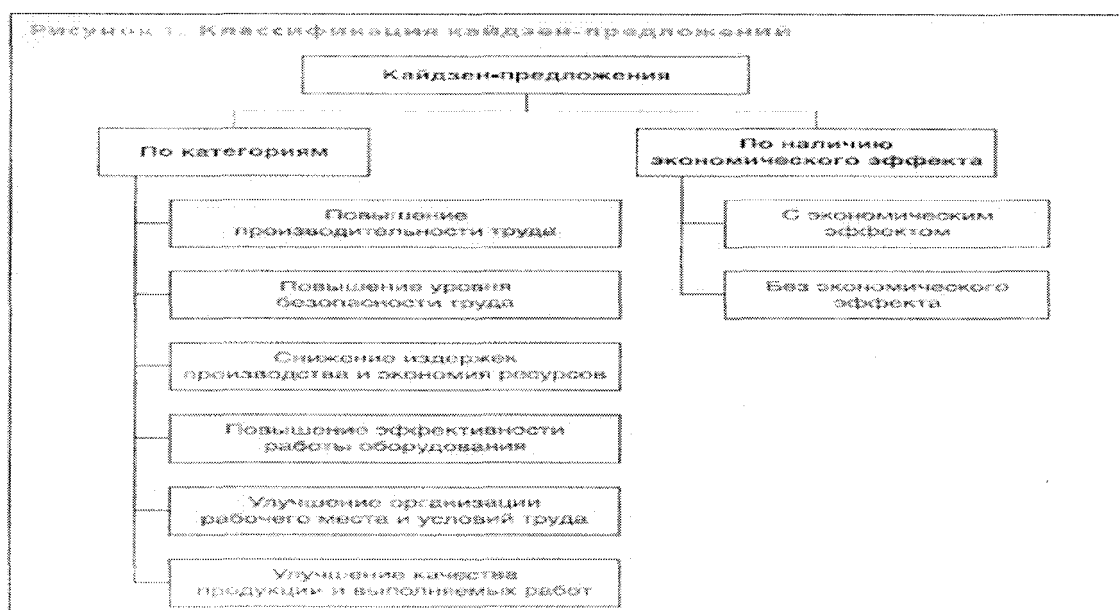 Рисунок 1. Классификация кайдзен-предложений
Кайдзен-предложения
По категориям
Повышение
производительности труда
Повышение уровня
безопасности труда
Снижение издержек
производства и экономия ресурсов
Повышение эффективности
работы оборудования
Улучшение организации
рабочего места и условий труда
Улучшение качества
продукции и выполняемых работ
По наличию
экономического эффекта
С экономическим
эффектом
Без экономического
эффекта